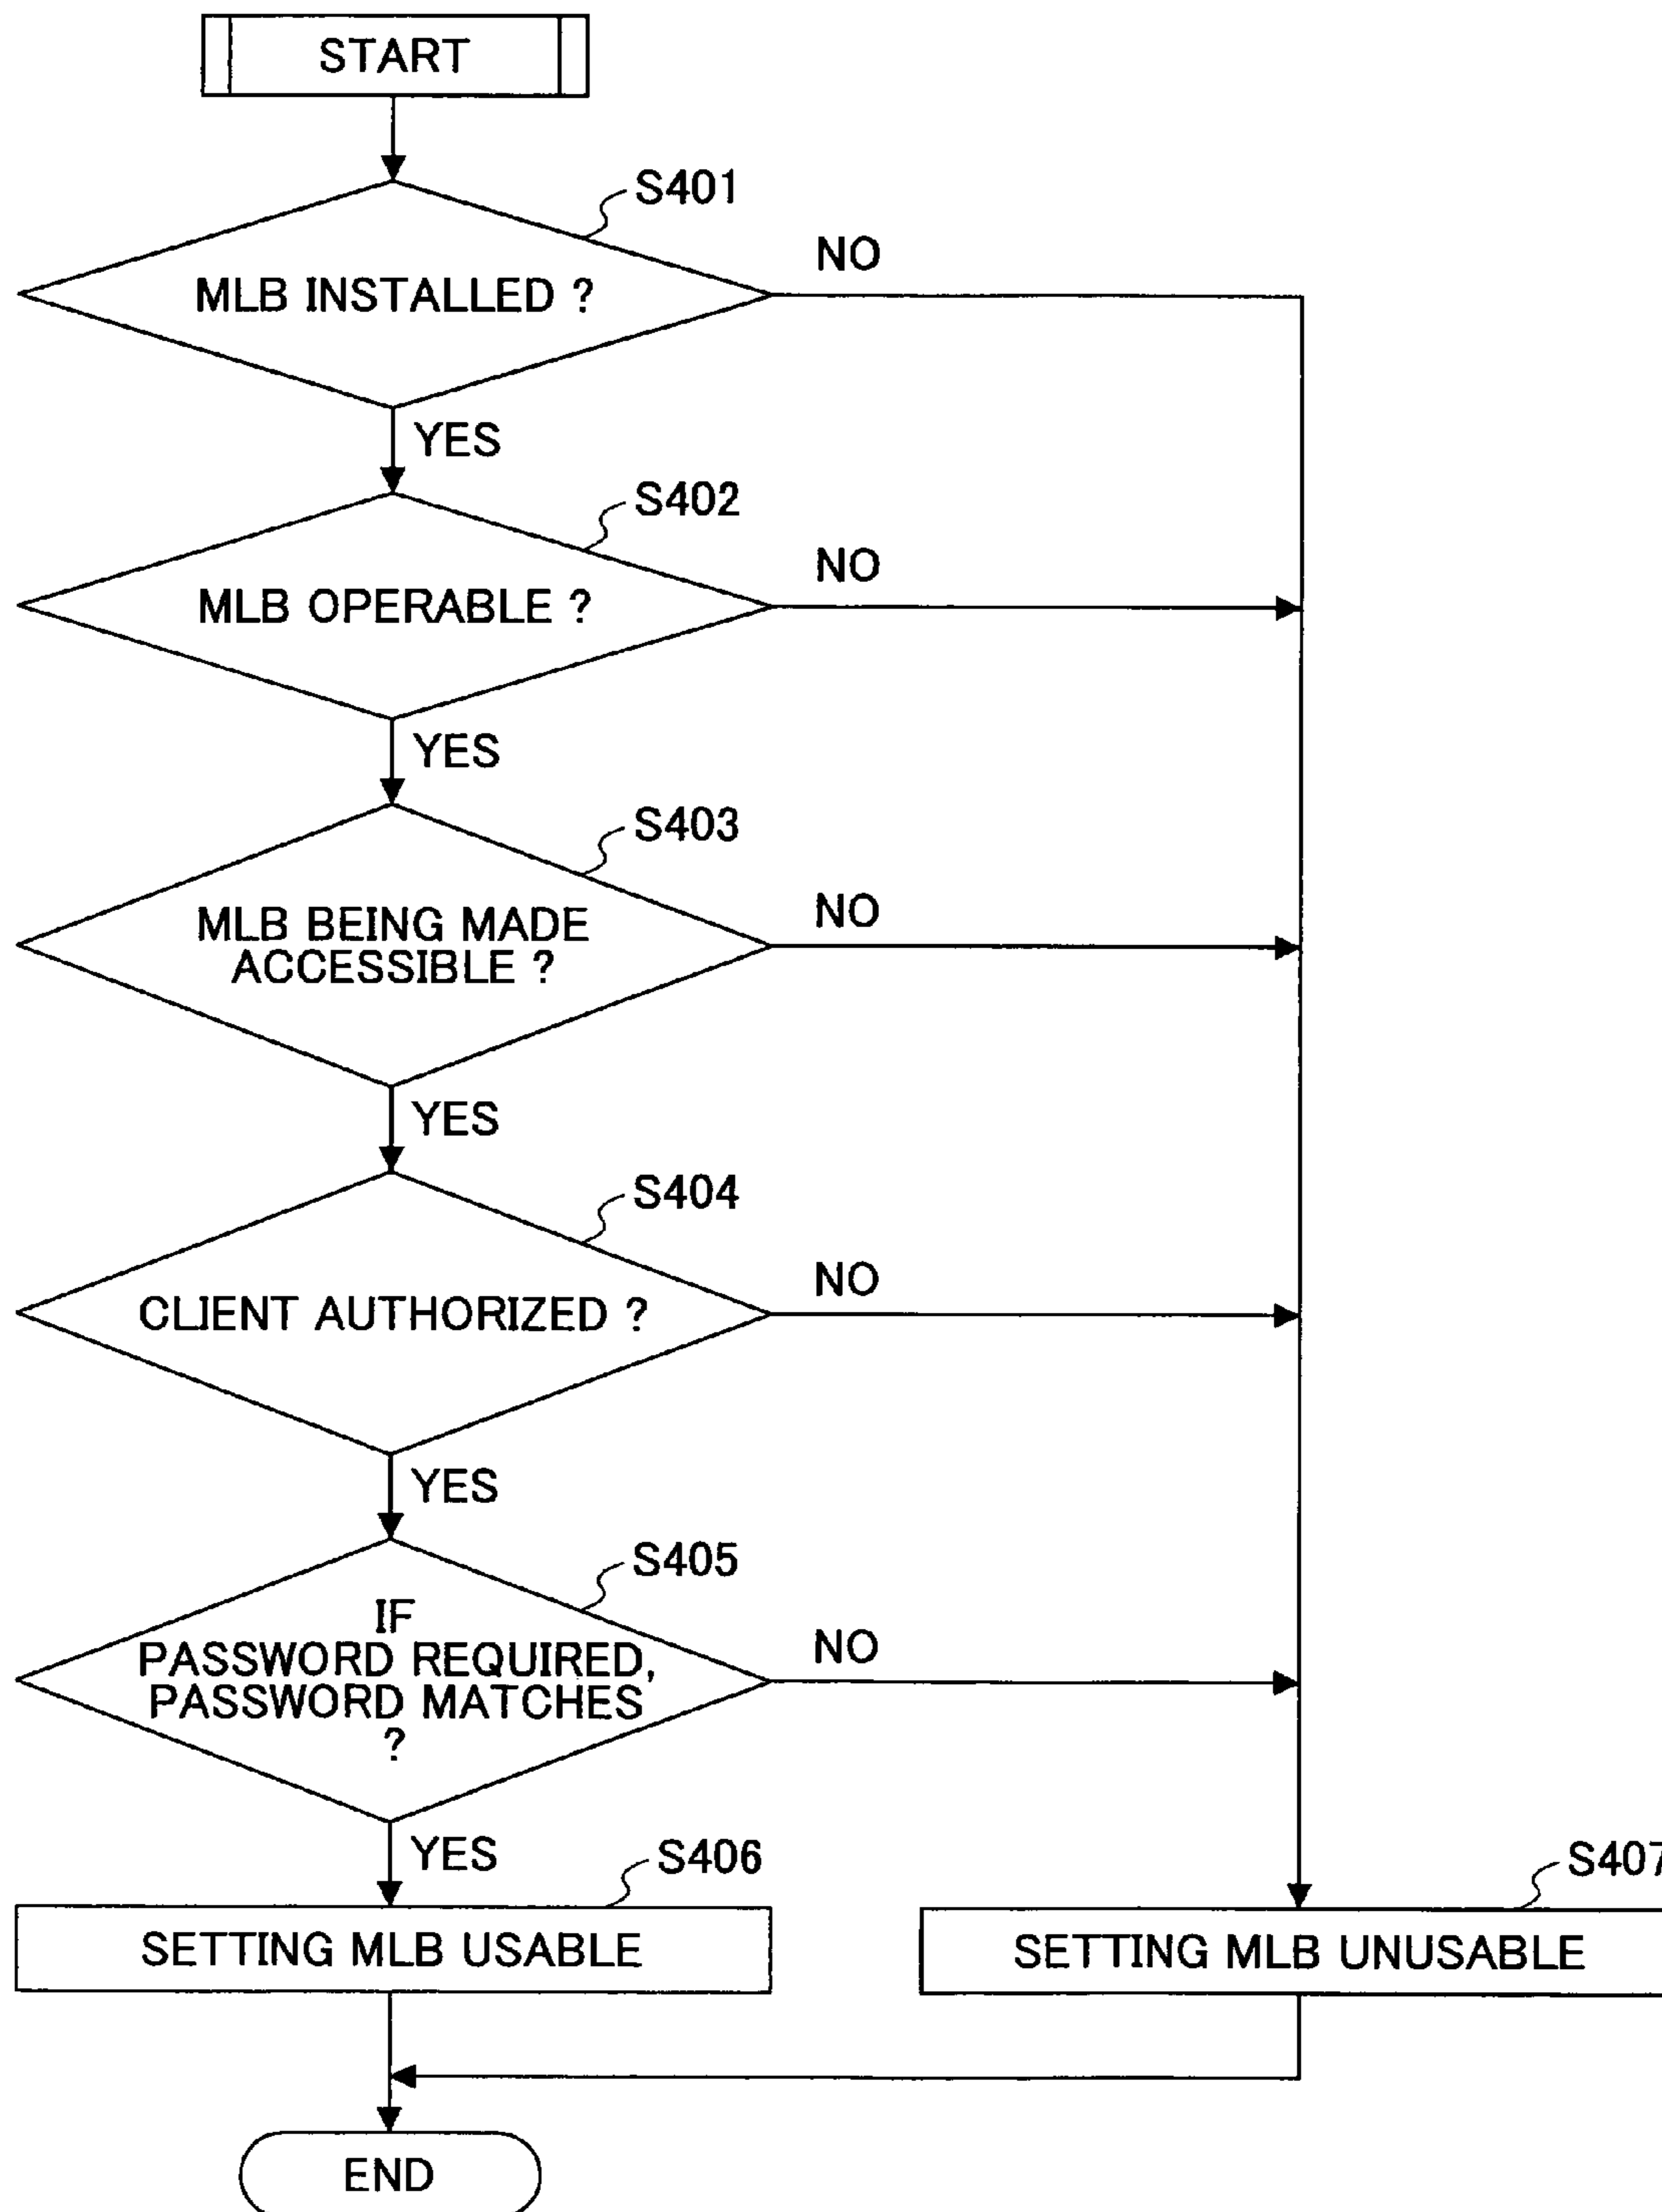 START
S401
MLB INSTALLED ?
NO
YES
S402
MLB OPERABLE ?
NO
YES
S403
MLB BEING MADE
ACCESSIBLE ?
NO
YES
S404
CLIENT AUTHORIZED ?
NO
YES
S405
IF
PASSWORD REQUIRED,
PASSWORD MATCHES
?
NO
YES
S406
S407
SETTING MLB USABLE
SETTING MLB UNUSABLE
END